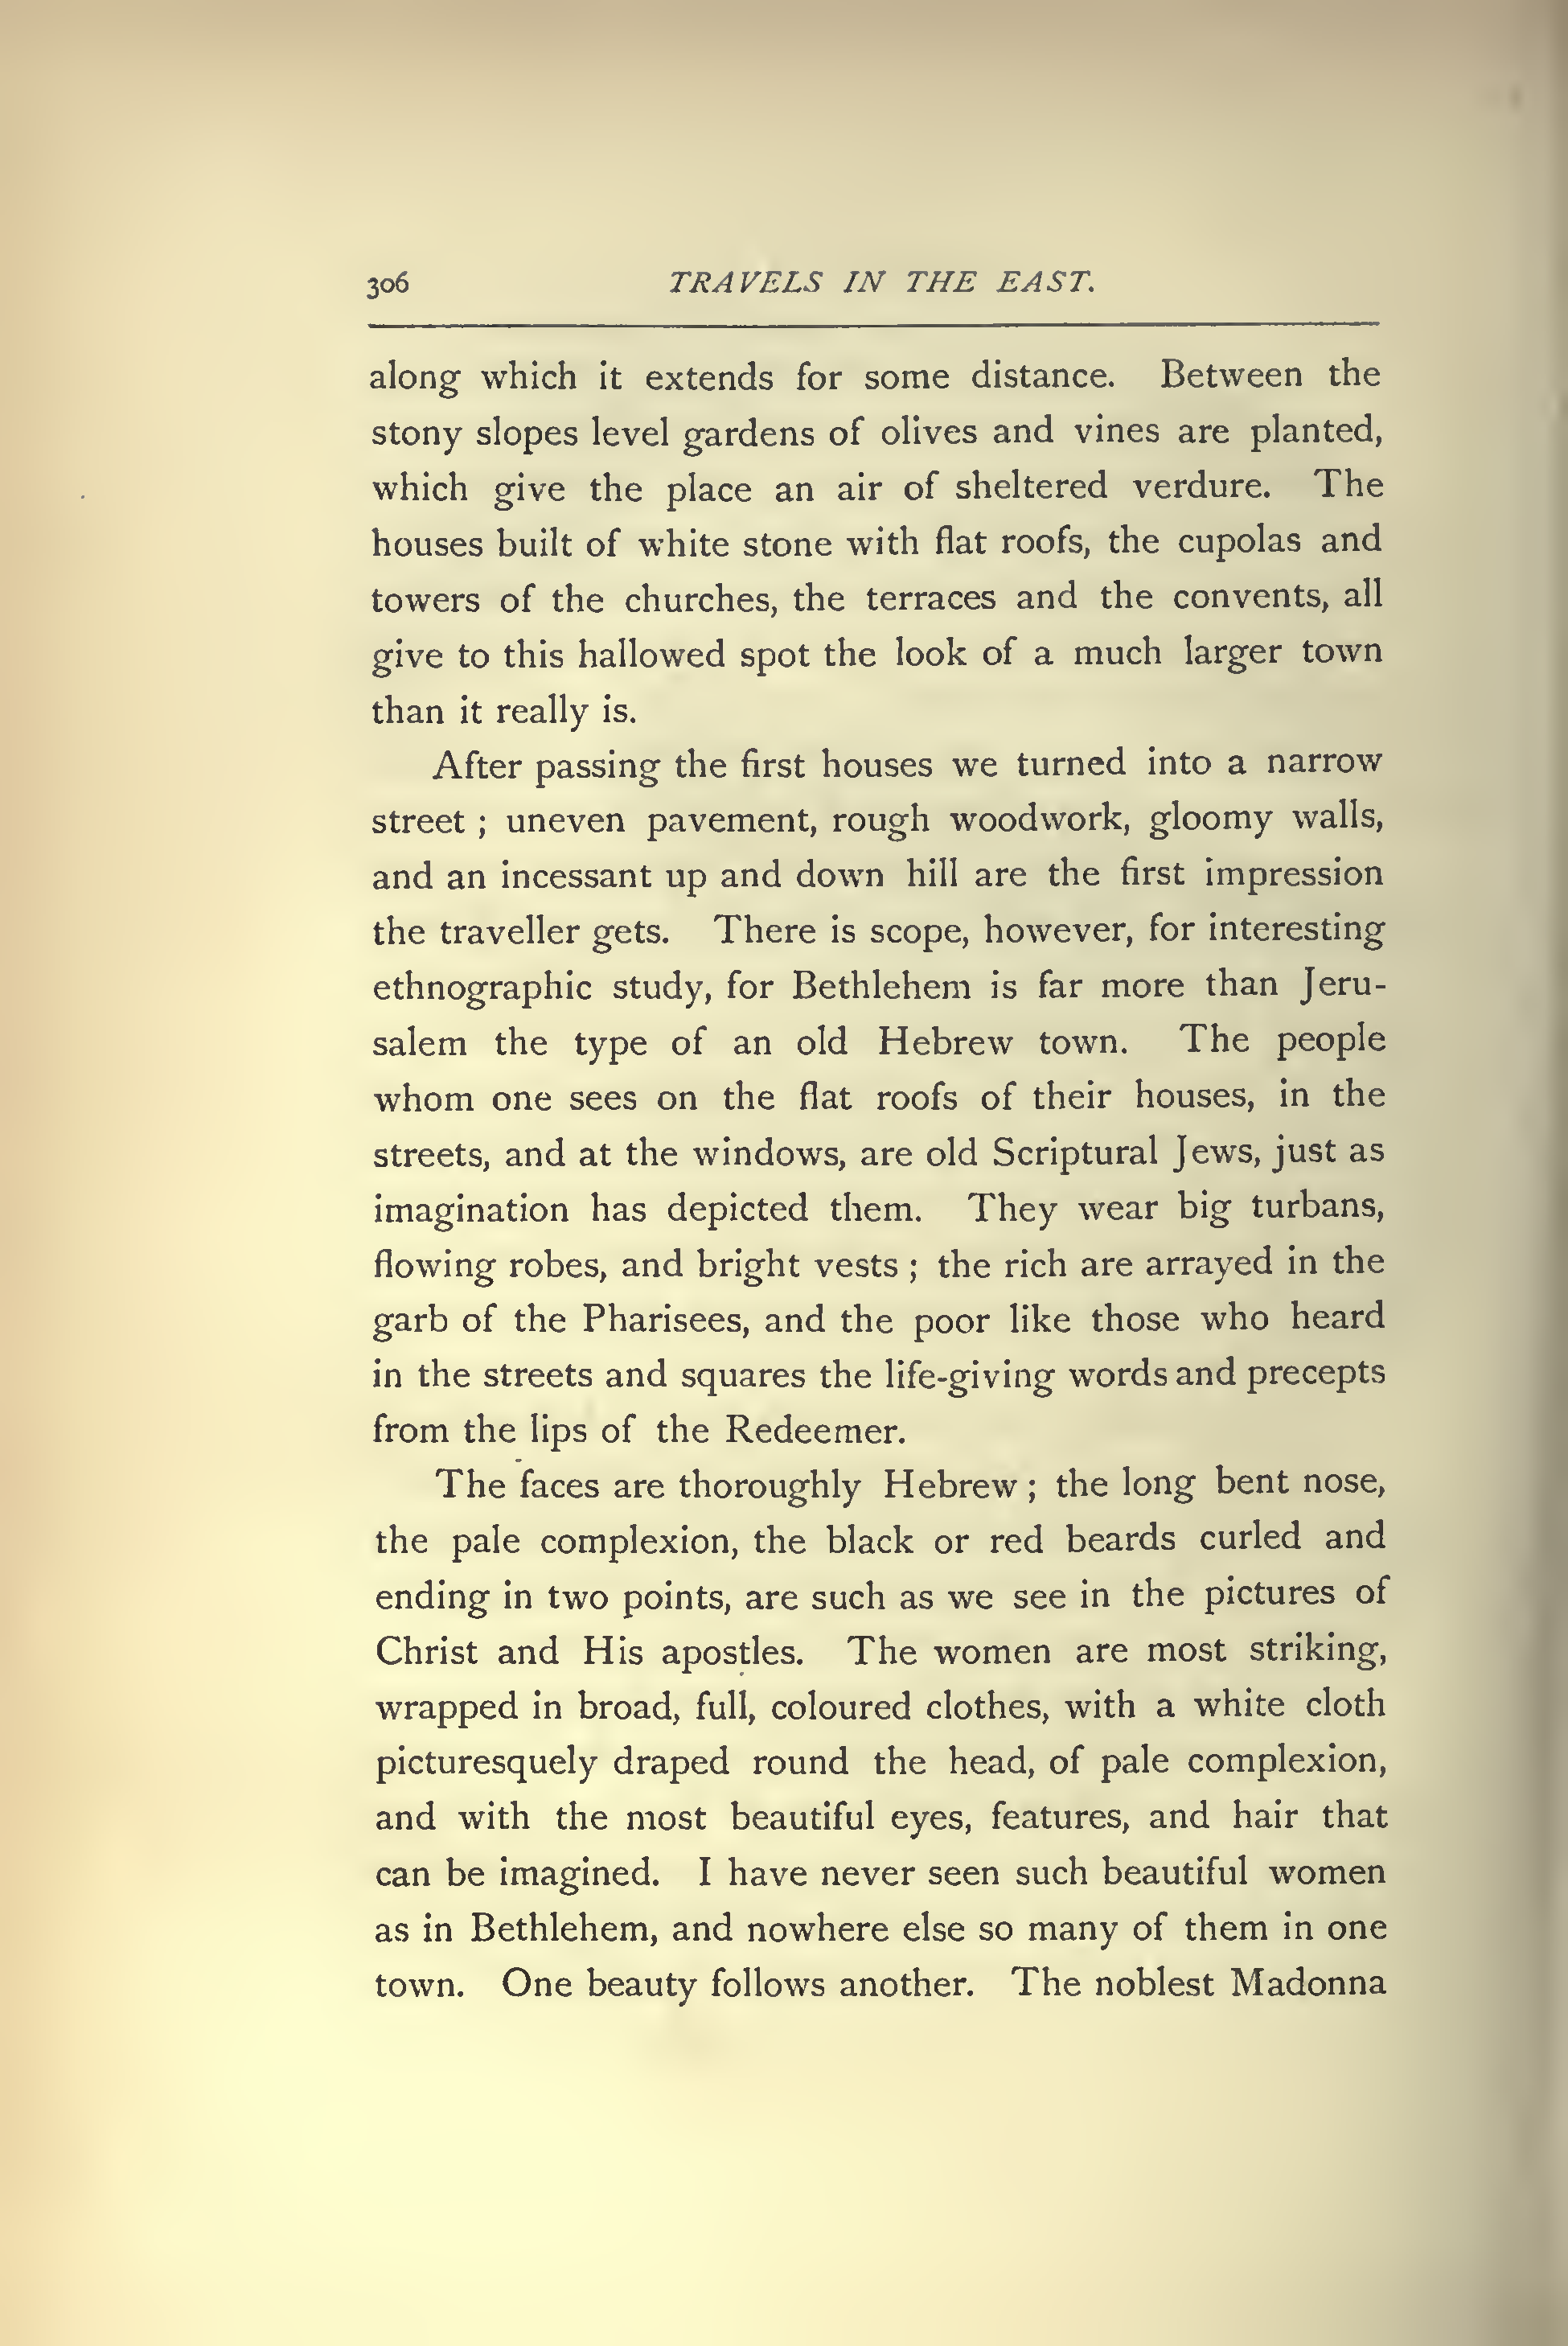 306 TRAVELS IN THE EAST.
along which it extends for some distance. Between the
stony slopes level gardens of olives and vines are planted,
which give the place an air of sheltered verdure. The
houses built of white stone with flat roofs, the cupolas and
towers of the churches, the terraces and the convents, all
give to this hallowed spot the look of a much larger town
than it really is.
After passing the first houses we turned into a narrow
street ; uneven pavement, rough woodwork, gloomy walls,
and an incessant up and down hill are the first impression
the traveller gets. There is scope, however, for interesting
ethnographic study, for Bethlehem is far more than Jeru-
salem the type of an old Hebrew town. The people
whom one sees on the flat roofs of their houses, in the
streets, and at the windows, are old Scriptural Jews, just as
imagination has depicted them. They wear big turbans,
flowing robes, and bright vests ; the rich are arrayed in the
garb of the Pharisees, and the poor like those who heard
in the streets and squares the life-giving words and precepts
from the lips of the Redeemer.
The faces are thoroughly Hebrew ; the long bent nose,
the pale complexion, the black or red beards curled and
ending in two points, are such as we see in the pictures of
Christ and His apostles. The women are most striking,
wrapped in broad, full, coloured clothes, with a white cloth
picturesquely draped round the head, of pale complexion,
and with the most beautiful eyes, features, and hair that
can be imagined. I have never seen such beautiful women
as in Bethlehem, and nowhere else so many of them in one
town. One beauty follows another. The noblest Madonna